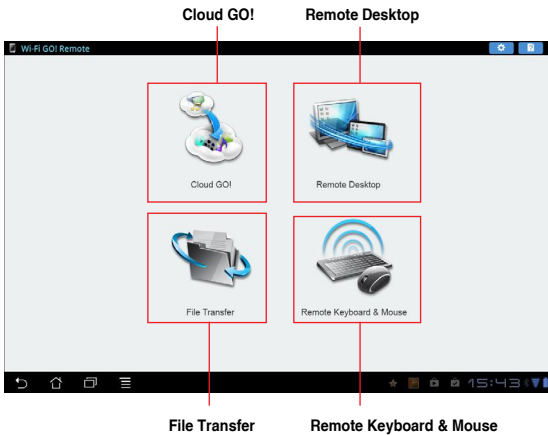 Cloud GO! Remote Desktop
Wi-Fi GO! Remote
Cloud GO! Remote Desktop
File Transfer Remote Keyboard & Mouse
15:43
File Transfer Remote Keyboard & Mouse